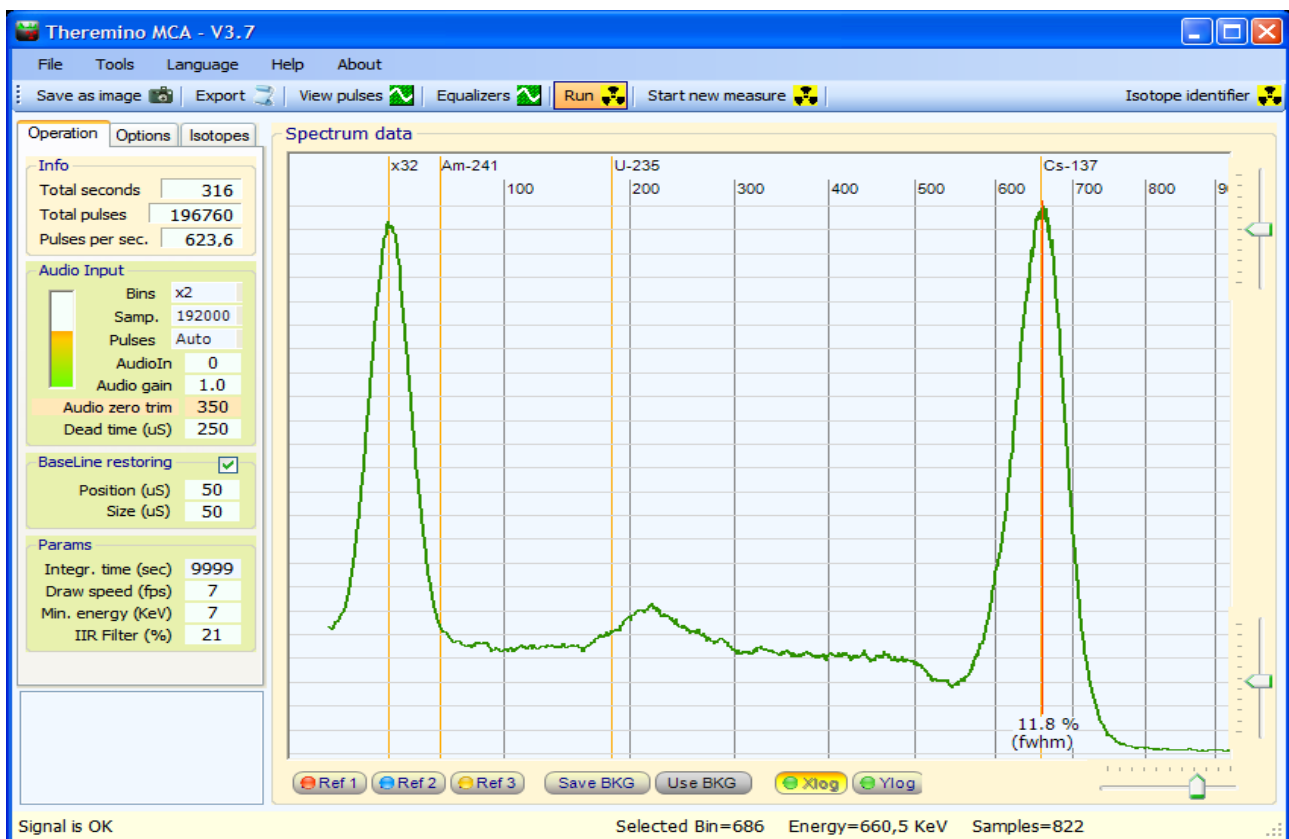 Theremino MCA - V3.7
File Tools Language Help About
Save as image Export View pulses Equalizers Run Start new measure Isotope identifier
Operation Options Isotopes
Info
Total seconds 316
Total pulses 196760
Pulses per sec. 623,6
Audio Input
Bins x2
Samp. 192000
Pulses Auto
AudioIn 0
Audio gain 1.0
Audio zero trim 350
Dead time (uS) 250
BaseLine restoring
Position (uS) 50
Size (uS) 50
Params
Integr. time (sec) 9999
Draw speed (fps) 7
Min. energy (KeV) 7
IIR Filter (%) 21
Spectrum data
x32 Am-241 U-235 Cs-137
100 200 300 400 500 600 700 800 9
11.8 %
(fwhm)
Ref 1 Ref 2 Ref 3 Save BKG Use BKG Xlog Ylog
Signal is OK Selected Bin=686 Energy=660,5 KeV Samples=822